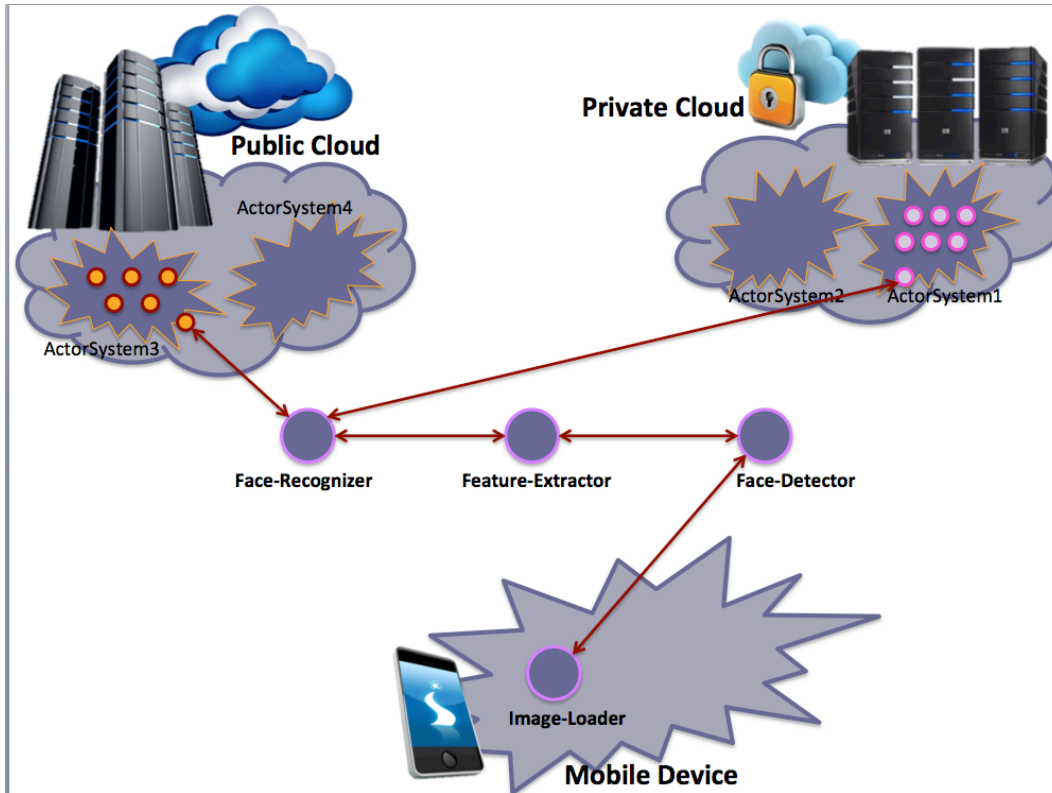 Public Cloud
Private Cloud
ActorSystem4
ActorSystem2
ActorSystem1
ActorSystem3
Face-Recognizer
Feature-Extractor
Face-Detector
Image-Loader
Mobile Device